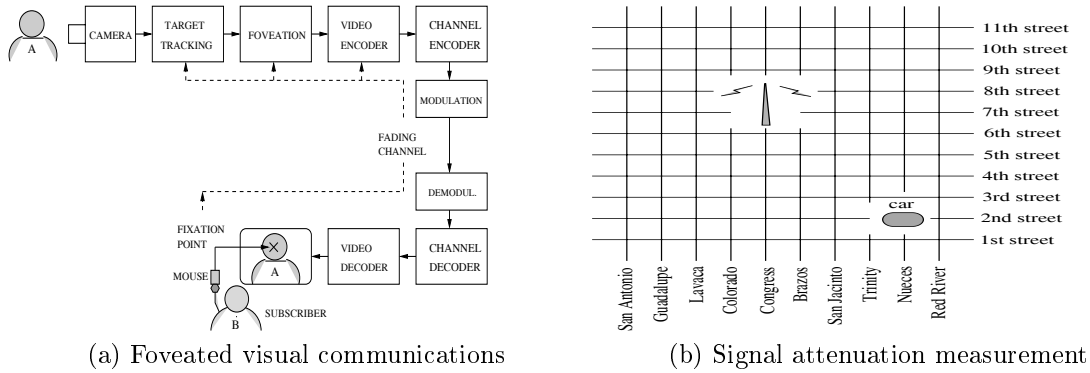 A
CAMERA
TARGET
TRACKING
FOVEATION
VIDEO
ENCODER
CHANNEL
ENCODER
MODULATION
FADING
CHANNEL
DEMODUL.
CHANNEL
DECODER
VIDEO
DECODER
A
FIXATION
POINT
MOUSE
B
SUBSCRIBER
(a) Foveated visual communications
11th street
10th street
9th street
8th street
7th street
6th street
5th street
4th street
3rd street
car
2nd street
1st street
San Antonio
Guadalupe
Lavaca
Colorado
Congress
Brazos
San Jacinto
Trinity
Nueces
Red River
(b) Signal attenuation measurement